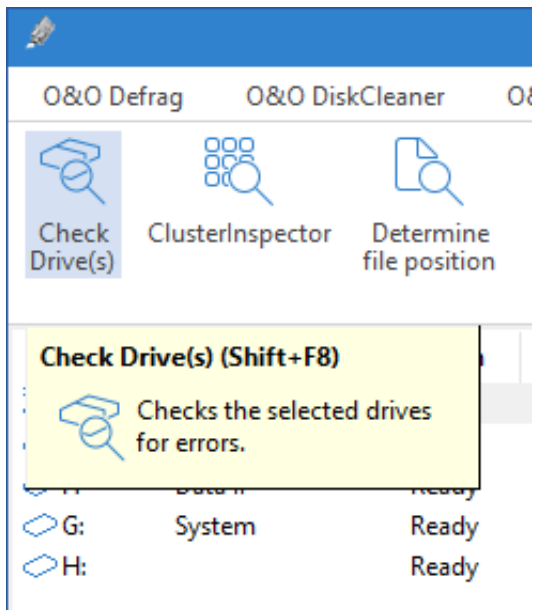 O&O Defrag O&O DiskCleaner
Check Drive(s)
ClusterInspector
Determine file position
Check Drive(s) (Shift+F8)
Checks the selected drives
for errors.
Ready
G: System Ready
H: Ready